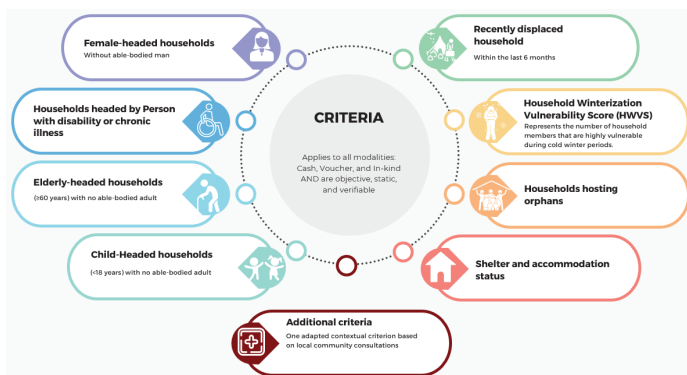 Female-headed households
Without able-bodied man
Households headed by Person
with disability or chronic
illness
Elderly-headed households
(≥60 years) with no able-bodied adult
Child-Headed households
(<18 years) with no able-bodied adult
CRITERIA
Applies to all modalities:
Cash, Voucher, and In-kind
AND are objective, static,
and verifiable
Recently displaced
household
Within the last 6 months
Household Winterization
Vulnerability Score (HWVS)
Represents the number of household
members that are highly vulnerable
during cold winter periods.
Households hosting
orphans
Shelter and accommodation
status
Additional criteria
One adapted contextual criterion based
on local community consultations